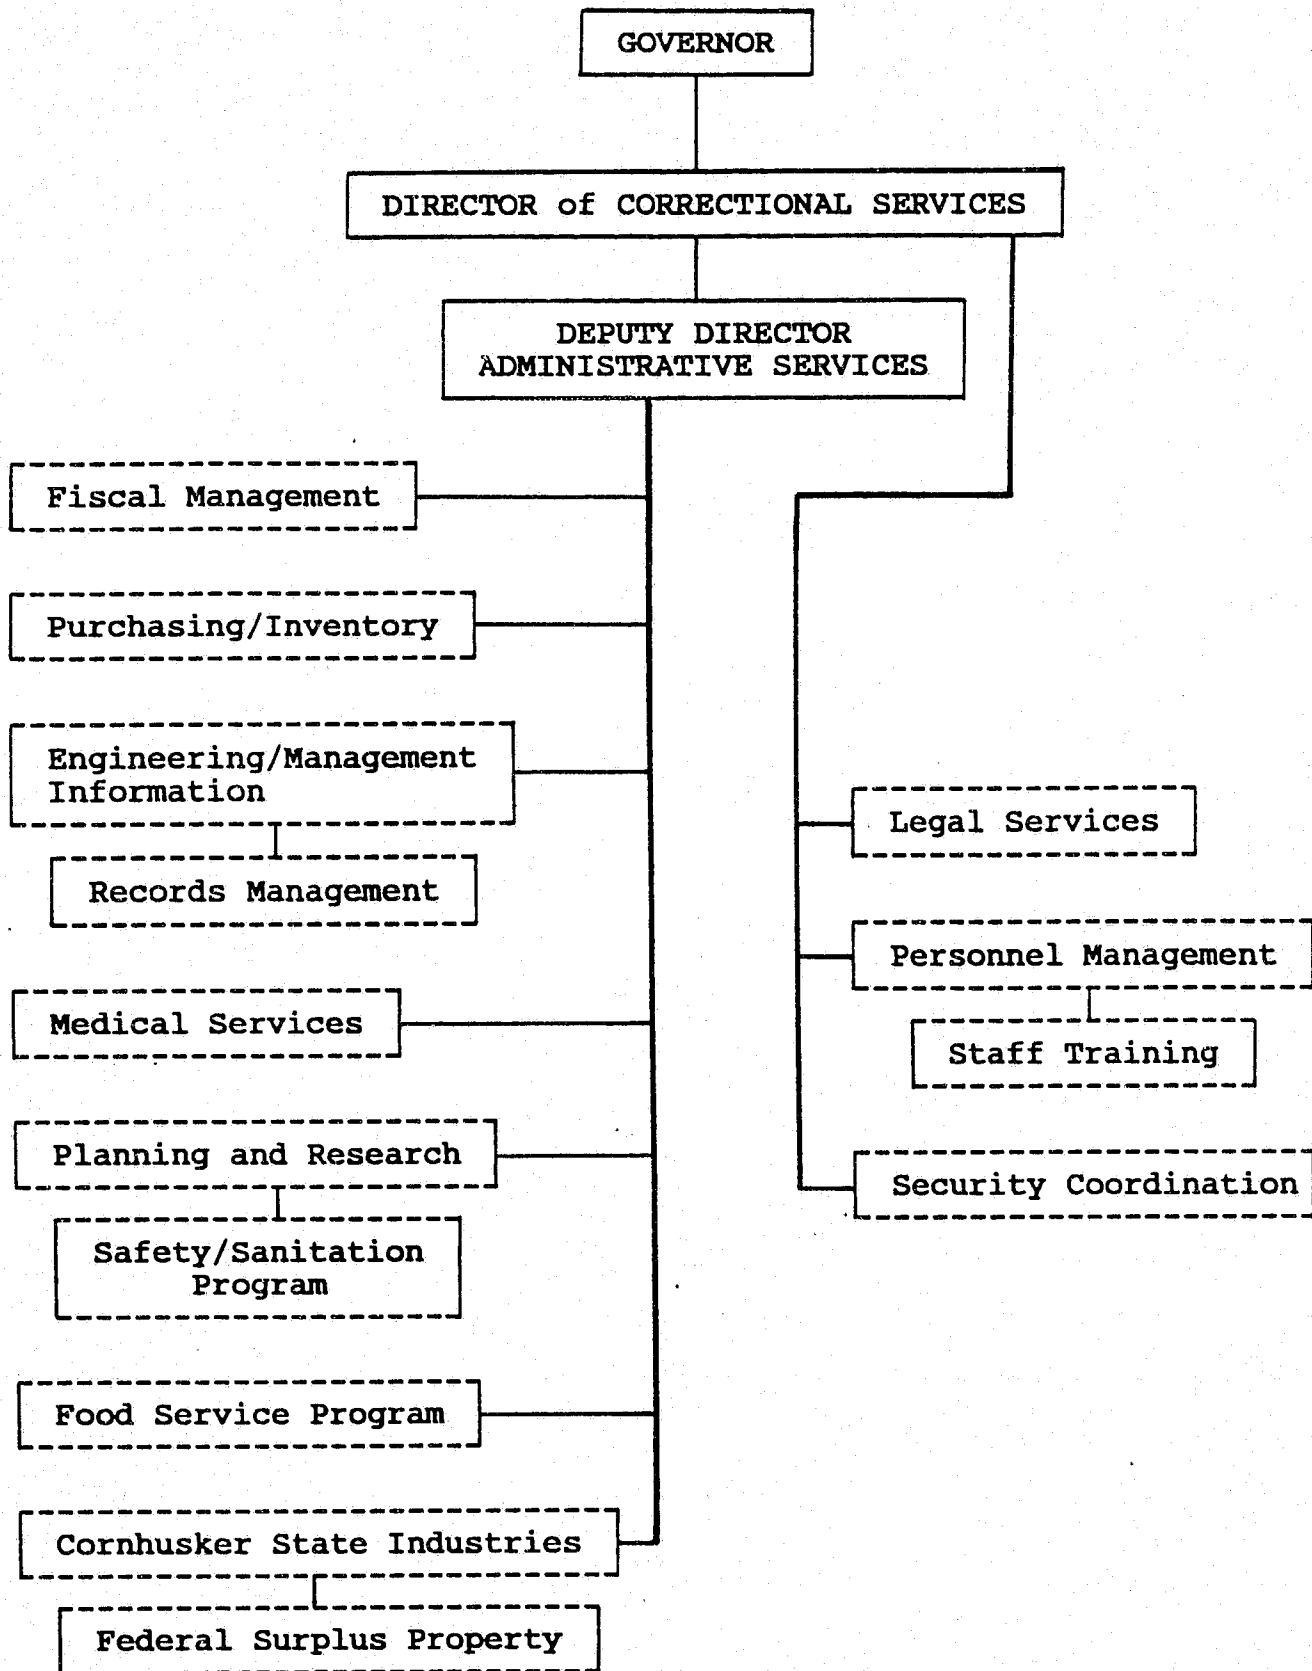 GOVERNOR
DIRECTOR of CORRECTIONAL SERVICES
DEPUTY DIRECTOR
ADMINISTRATIVE SERVICES
Fiscal Management
Purchasing/Inventory
Engineering/Management
Information
Records Management
Medical Services
Planning and Research
Safety/Sanitation
Program
Food Service Program
Cornhusker State Industries
Federal Surplus Property
Legal Services
Personnel Management
Staff Training
Security Coordination